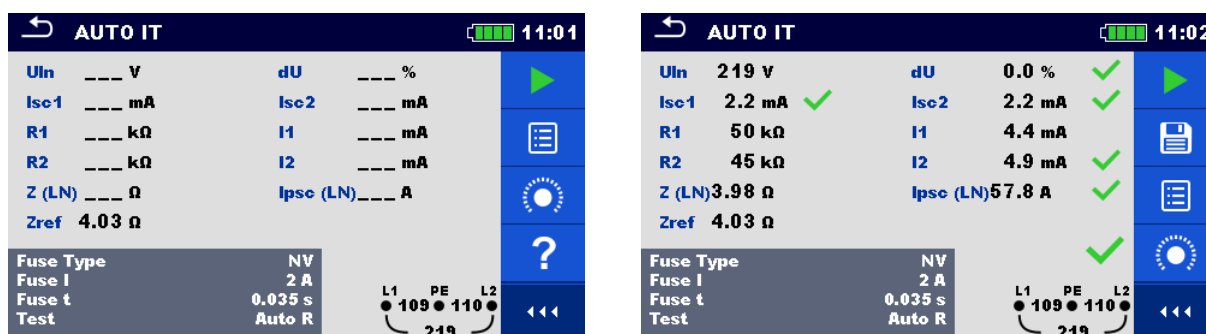 AUTO IT 11:01
Uln ___ V dU ___ %
Isc1 ___ mA Isc2 ___ mA
R1 ___ kΩ I1 ___ mA
R2 ___ kΩ I2 ___ mA
Z (LN) ___ Ω Ipsc (LN)___ A
Zref 4.03 Ω
?
Fuse Type NV
Fuse I 2 A
Fuse t 0.035 s
Test Auto R
L1 PE L2
109 110
219
AUTO IT 11:02
Uln 219 V dU 0.0 %
Isc1 2.2 mA Isc2 2.2 mA
R1 50 kΩ I1 4.4 mA
R2 45 kΩ I2 4.9 mA
Z (LN)3.98 Ω Ipsc (LN)57.8 A
Zref 4.03 Ω
Fuse Type NV
Fuse I 2 A
Fuse t 0.035 s
Test Auto R
L1 PE L2
109 110
219